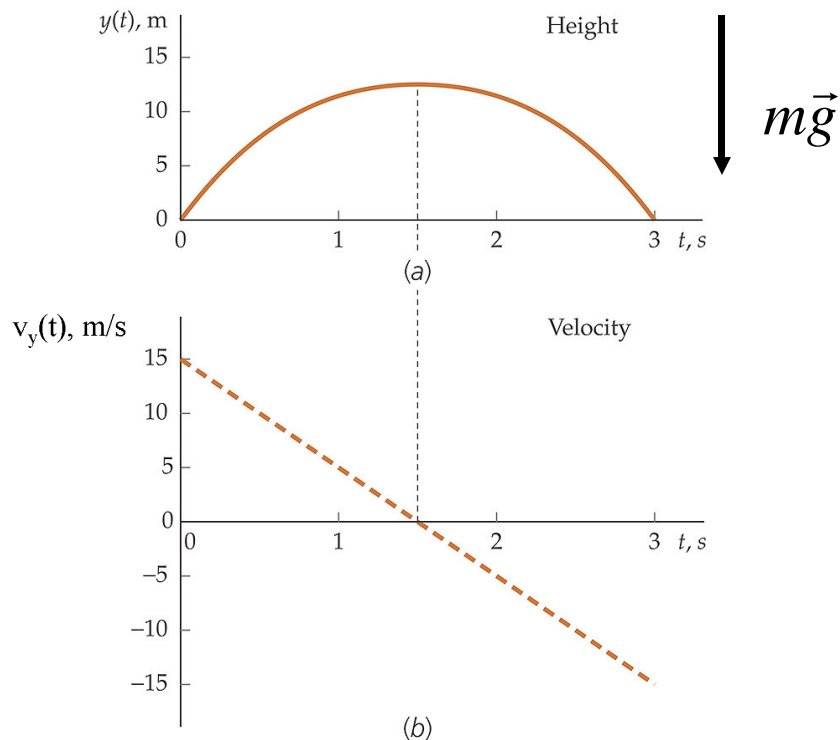 y(t), m
Height
15
10
5
0
0 1 2 3 t, s
mg⃗
(a)
v_y(t), m/s
Velocity
15
10
5
0
0 1 2 3 t, s
−5
−10
−15
(b)